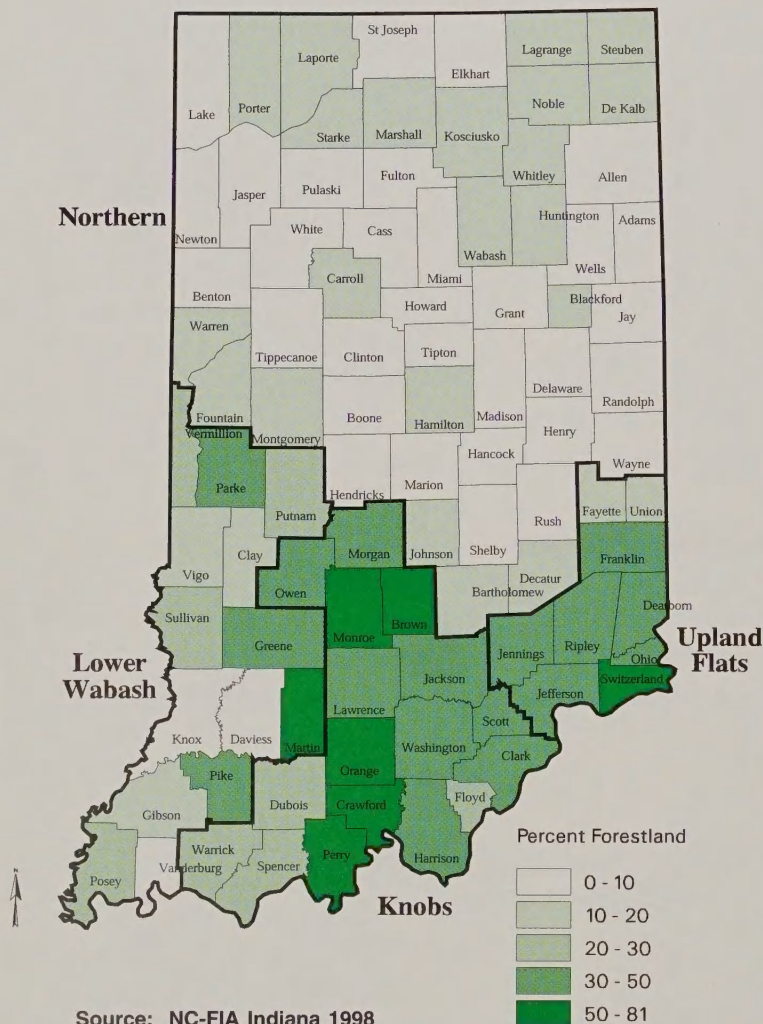 St Joseph
Laporte
Lagrange
Steuben
Elkhart
Lake
Porter
Noble
De Kalb
Starke
Marshall
Kosciusko
Whitley
Allen
Jasper
Pulaski
Fulton
Northern
Newton
White
Cass
Huntington
Adams
Wabash
Miami
Wells
Carroll
Benton
Howard
Grant
Blackford
Jay
Warren
Tippecanoe
Clinton
Tipton
Delaware
Randolph
Fountain
Boone
Hamilton
Madison
Henry
Vermillion
Montgomery
Hancock
Wayne
Parke
Hendricks
Marion
Putnam
Rush
Fayette
Union
Johnson
Shelby
Morgan
Clay
Franklin
Vigo
Owen
Decatur
Bartholomew
Dearborn
Sullivan
Monroe
Brown
Greene
Jennings
Ripley
Ohio
Upland
Flats
Lower
Wabash
Jackson
Switzerland
Jefferson
Lawrence
Scott
Knox
Daviess
Martin
Washington
Clark
Orange
Pike
Floyd
Gibson
Dubois
Crawford
Harrison
Perry
Warrick
Vanderburg
Spencer
Posey
Knobs
N
Percent Forestland
0 - 10
10 - 20
20 - 30
30 - 50
50 - 81
Source: NC-FIA Indiana 1998